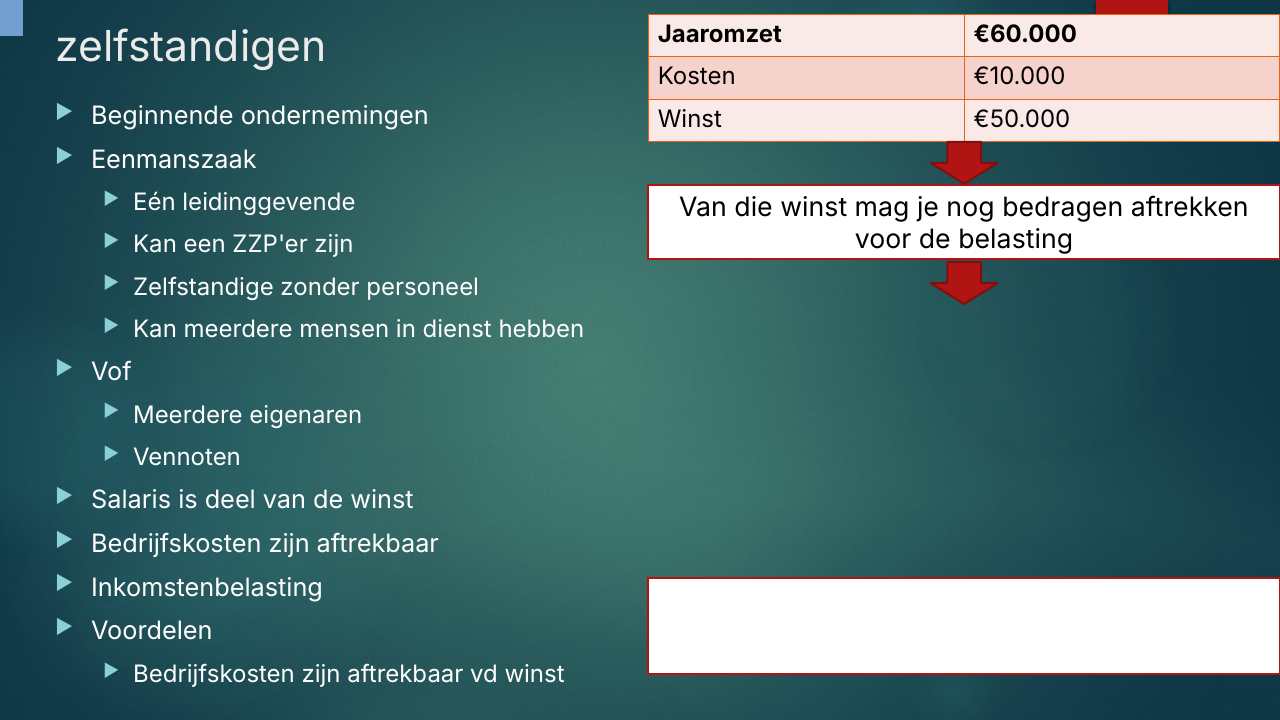 zelfstandigen
Beginnende ondernemingen
Eenmanszaak
Eén leidinggevende
Kan een ZZP'er zijn
Zelfstandige zonder personeel
Kan meerdere mensen in dienst hebben
Vof
Meerdere eigenaren
Vennoten
Salaris is deel van de winst
Bedrijfskosten zijn aftrekbaar
Inkomstenbelasting
Voordelen
Bedrijfskosten zijn aftrekbaar vd winst
Jaaromzet €60.000
Kosten €10.000
Winst €50.000
Van die winst mag je nog bedragen aftrekken
voor de belasting